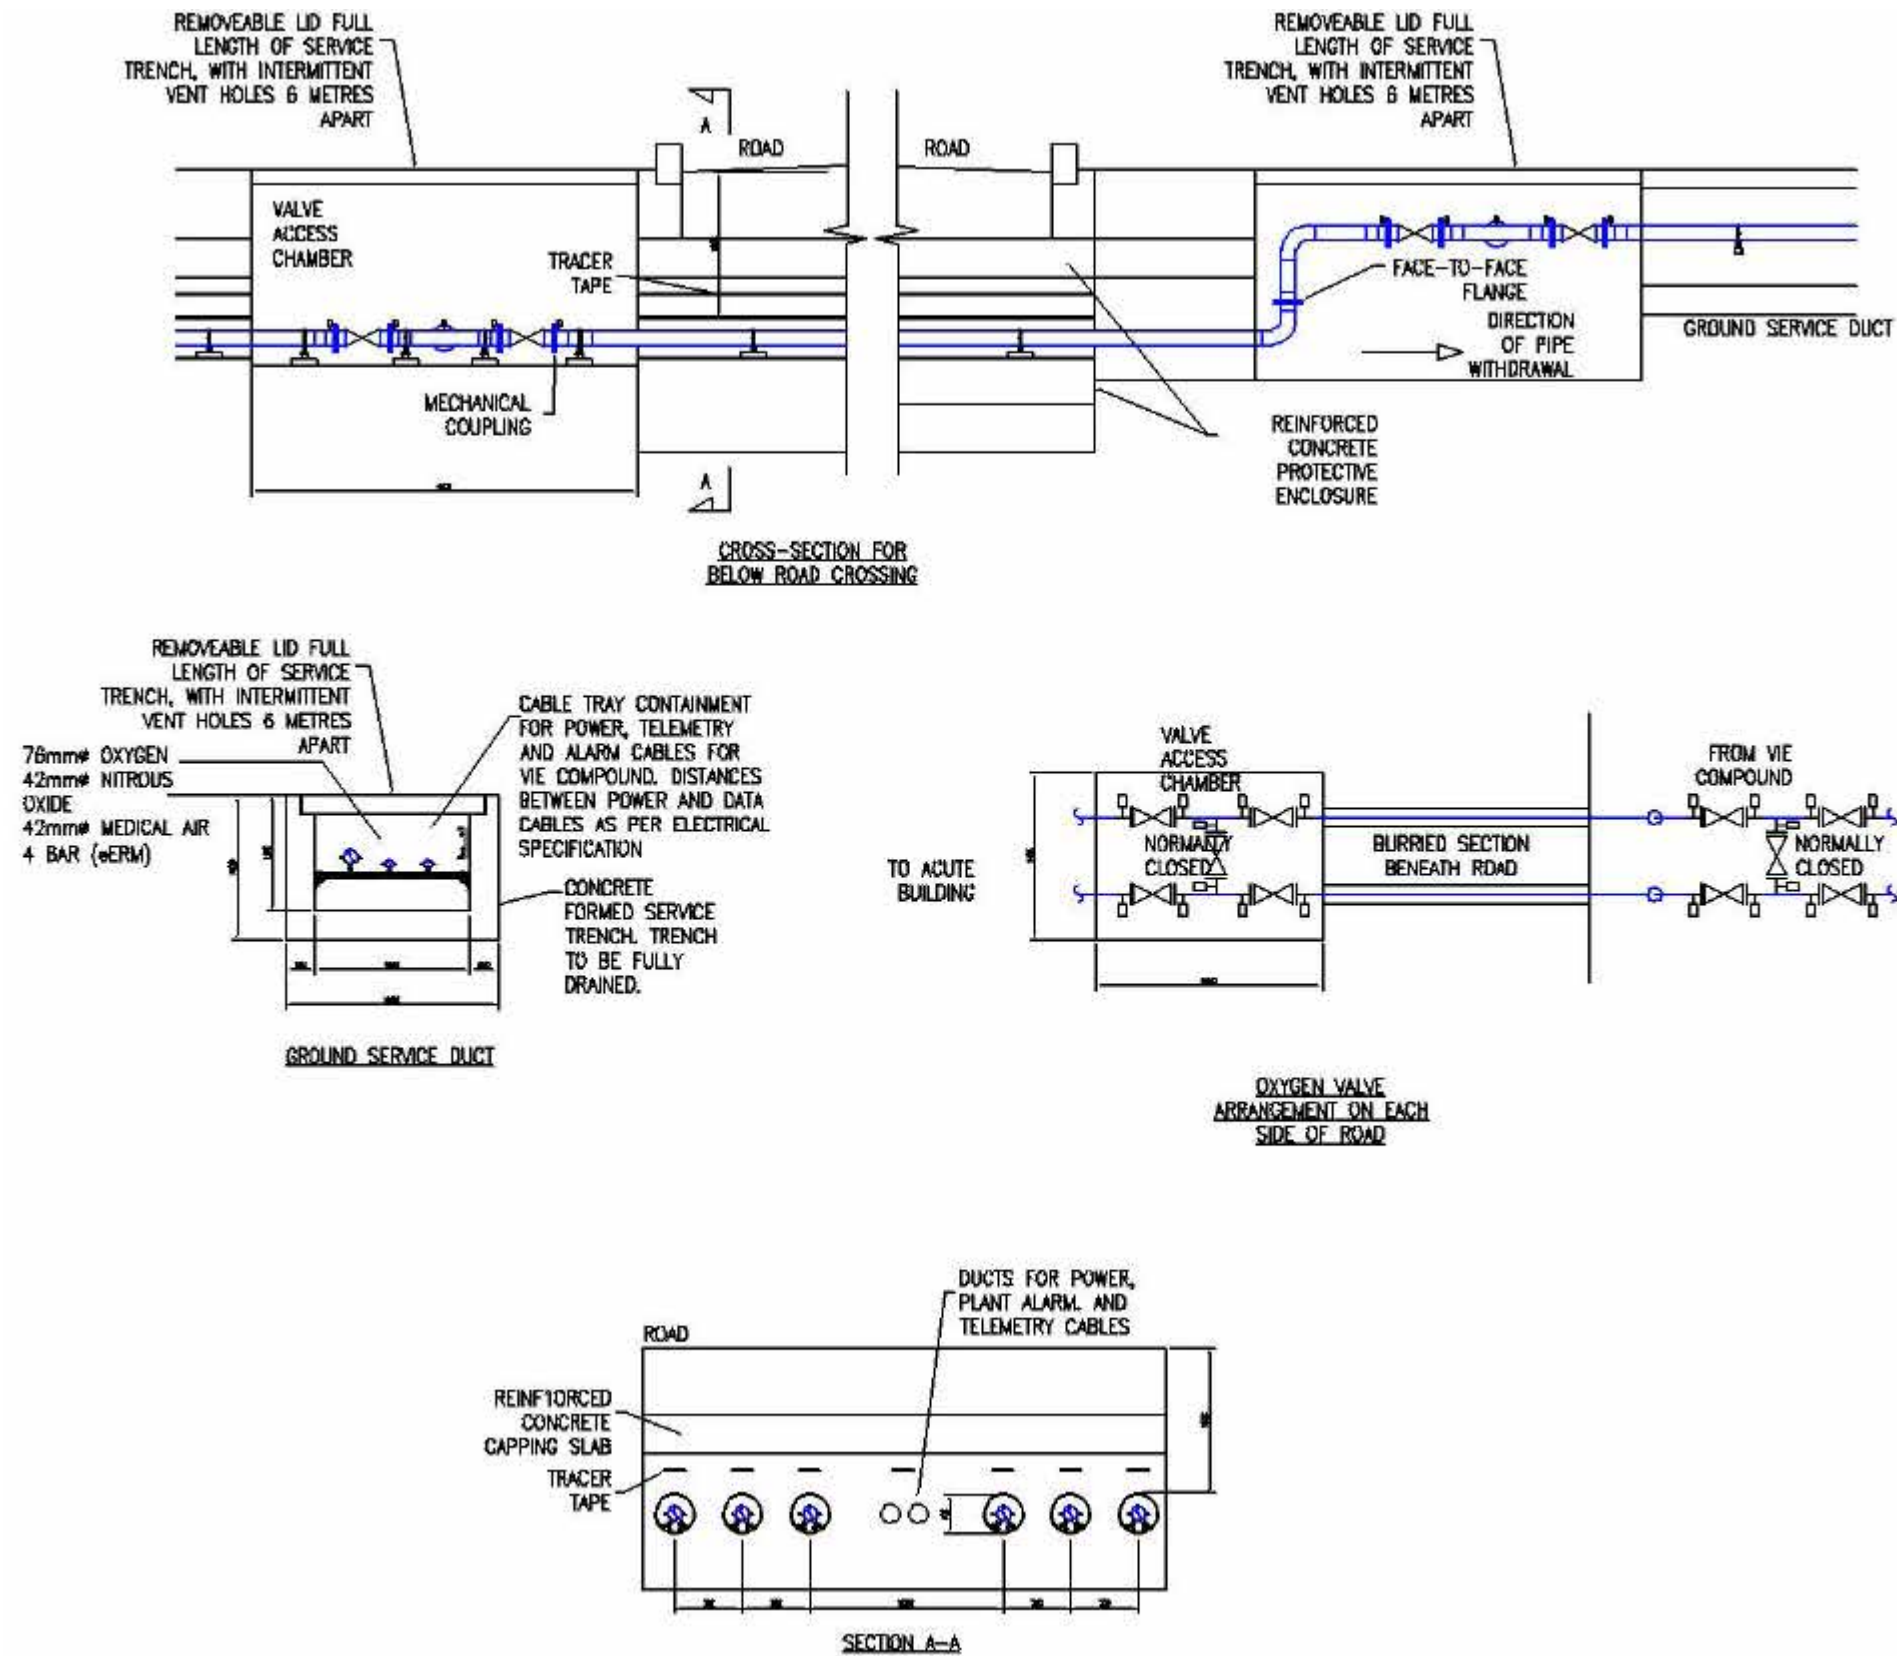 REMOVEABLE LID FULL
LENGTH OF SERVICE
TRENCH, WITH INTERMITTENT
VENT HOLES 6 METRES
APART
REMOVEABLE LID FULL
LENGTH OF SERVICE
TRENCH, WITH INTERMITTENT
VENT HOLES 6 METRES
APART
A
ROAD
ROAD
VALVE
ACCESS
CHAMBER
TRACER
TAPE
FACE-TO-FACE
FLANGE
DIRECTION
OF PIPE
WITHDRAWAL
GROUND SERVICE DUCT
MECHANICAL
COUPLING
REINFORCED
CONCRETE
PROTECTIVE
ENCLOSURE
A
CROSS-SECTION FOR
BELOW ROAD CROSSING
REMOVEABLE LID FULL
LENGTH OF SERVICE
TRENCH, WITH INTERMITTENT
VENT HOLES 6 METRES
APART
76mmø OXYGEN
42mmø NITROUS
OXIDE
42mmø MEDICAL AIR
4 BAR (eERM)
CABLE TRAY CONTAINMENT
FOR POWER, TELEMETRY
AND ALARM CABLES FOR
VIE COMPOUND. DISTANCES
BETWEEN POWER AND DATA
CABLES AS PER ELECTRICAL
SPECIFICATION
CONCRETE
FORMED SERVICE
TRENCH. TRENCH
TO BE FULLY
DRAINED.
GROUND SERVICE DUCT
VALVE
ACCESS
CHAMBER
FROM VIE
COMPOUND
NORMALLY
CLOSED
BURRIED SECTION
BENEATH ROAD
NORMALLY
CLOSED
TO ACUTE
BUILDING
OXYGEN VALVE
ARRANGEMENT ON EACH
SIDE OF ROAD
DUCTS FOR POWER,
PLANT ALARM. AND
TELEMETRY CABLES
ROAD
REINF1ORCED
CONCRETE
CAPPING SLAB
TRACER
TAPE
SECTION A-A